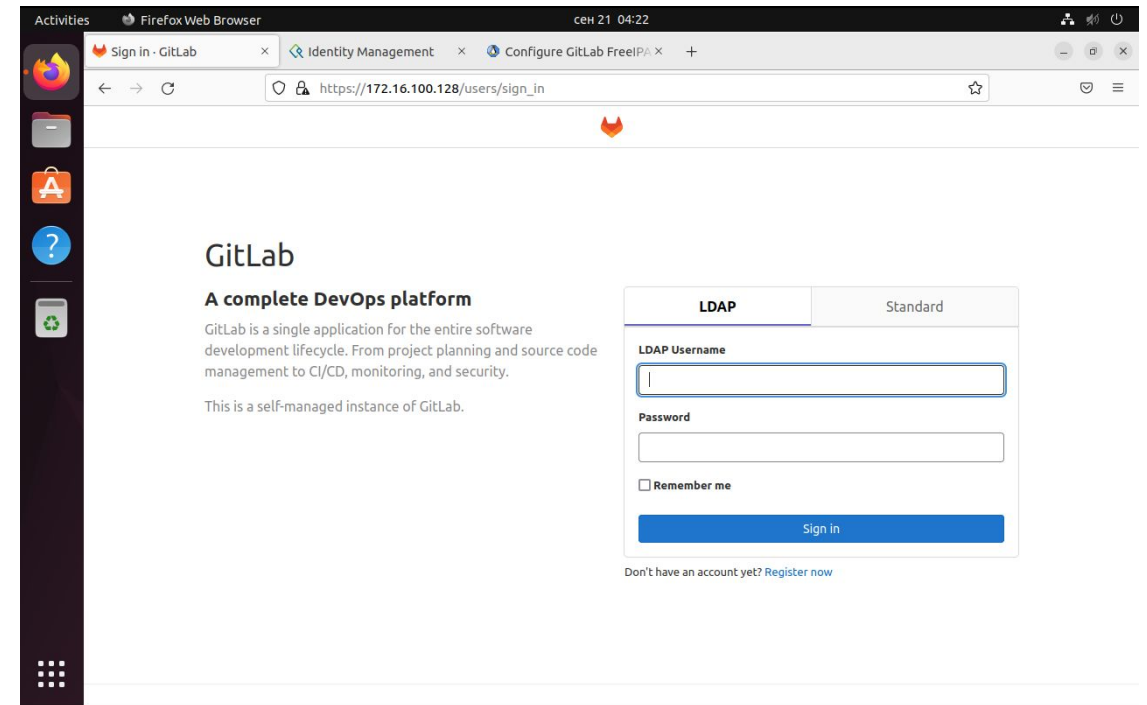 Activities Firefox Web Browser сен 21 04:22
Sign in · GitLab × Identity Management × Configure GitLab FreeIPA × +
https://172.16.100.128/users/sign_in
GitLab
A complete DevOps platform
GitLab is a single application for the entire software
development lifecycle. From project planning and source code
management to CI/CD, monitoring, and security.
This is a self-managed instance of GitLab.
LDAP Standard
LDAP Username
Password
Remember me
Sign in
Don't have an account yet? Register now